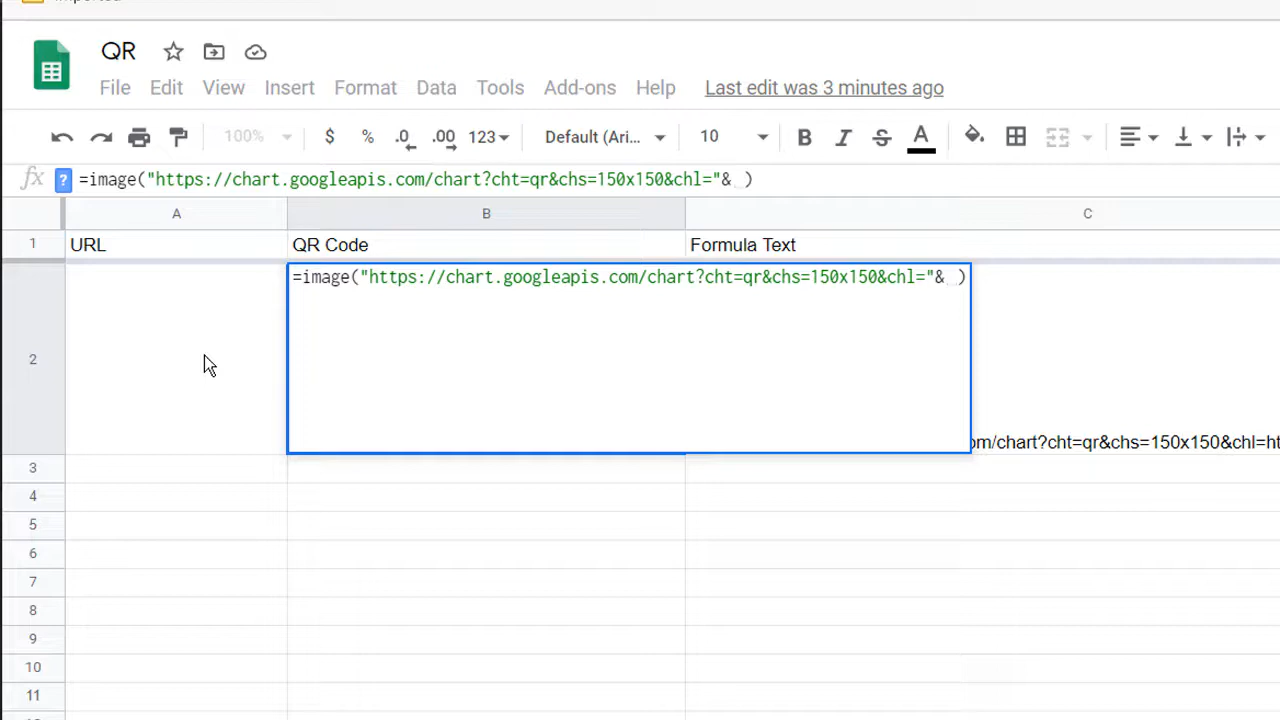 QR
File Edit View Insert Format Data Tools Add-ons Help Last edit was 3 minutes ago
100% $ % .0 .00 123 Default (Ari... 10 B I S A
fx ? =image("https://chart.googleapis.com/chart?cht=qr&chs=150x150&chl="& )
A B C
1 URL QR Code Formula Text
=image("https://chart.googleapis.com/chart?cht=qr&chs=150x150&chl="& )
2
om/chart?cht=qr&chs=150x150&chl=ht
3
4
5
6
7
8
9
10
11